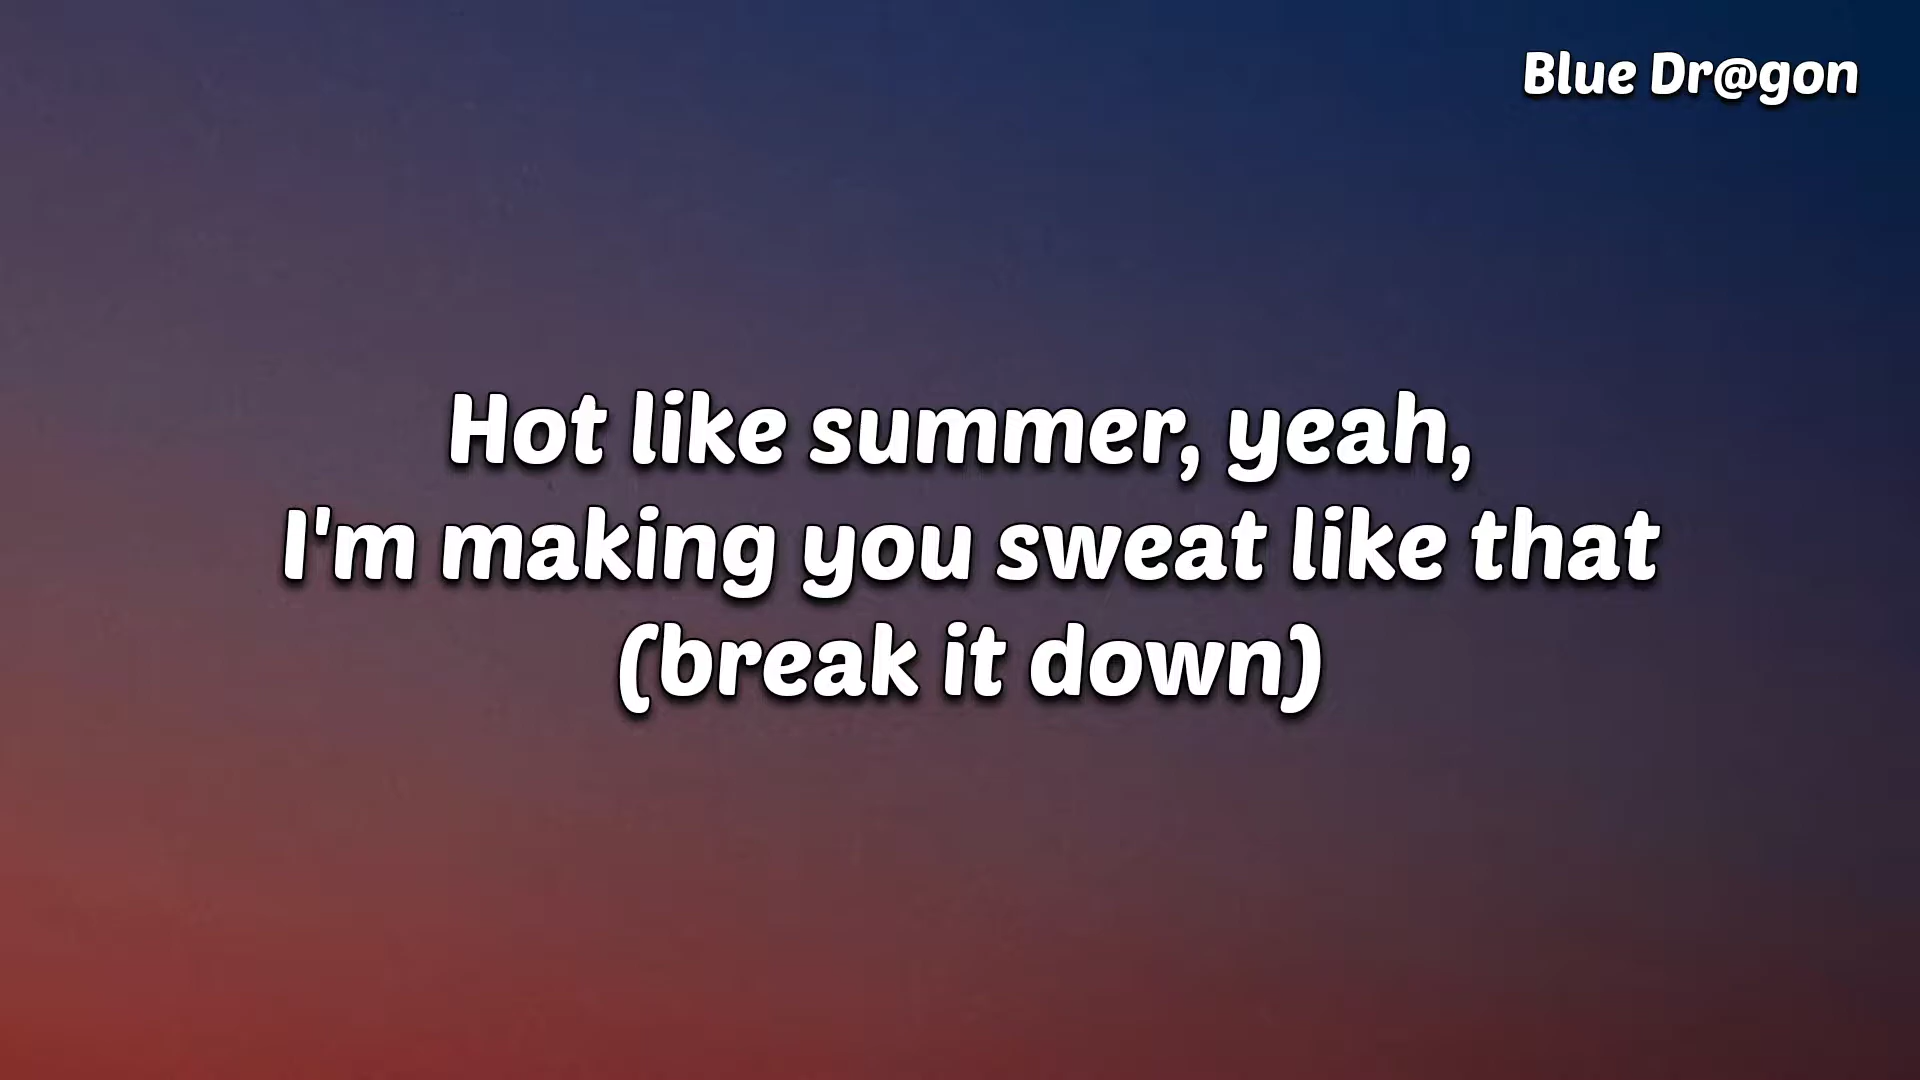 Blue Dr@gon
Hot like summer, yeah,
I'm making you sweat like that
(break it down)